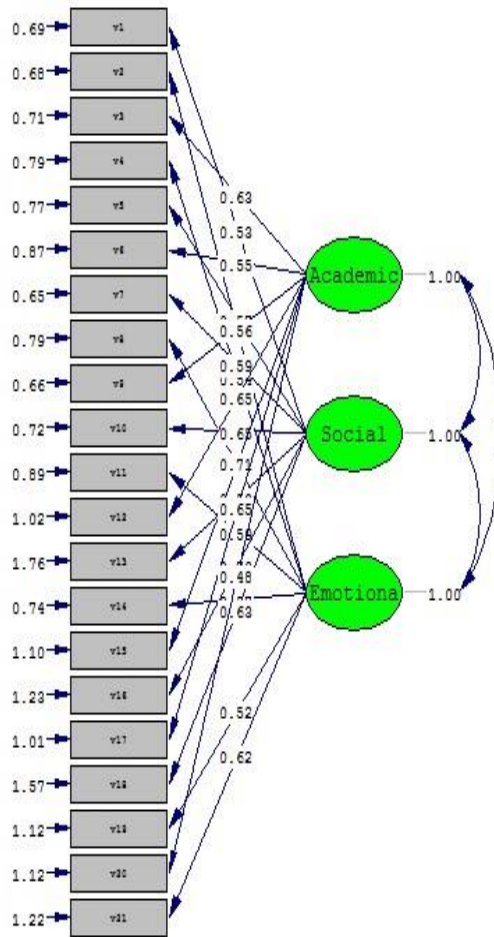 0.69 v1
0.68 v2
0.71 v3
0.79 v4
0.77 v5
0.87 v6
0.65 v7
0.79 v8
0.66 v9
0.72 v10
0.89 v11
1.02 v12
1.76 v13
0.74 v14
1.10 v15
1.23 v16
1.01 v17
1.57 v18
1.12 v19
1.12 v20
1.22 v21
0.63
0.53
0.55
0.56
0.59
0.65
0.71
0.65
0.48
0.63
0.52
0.62
Academic 1.00
Social 1.00
Emotiona 1.00